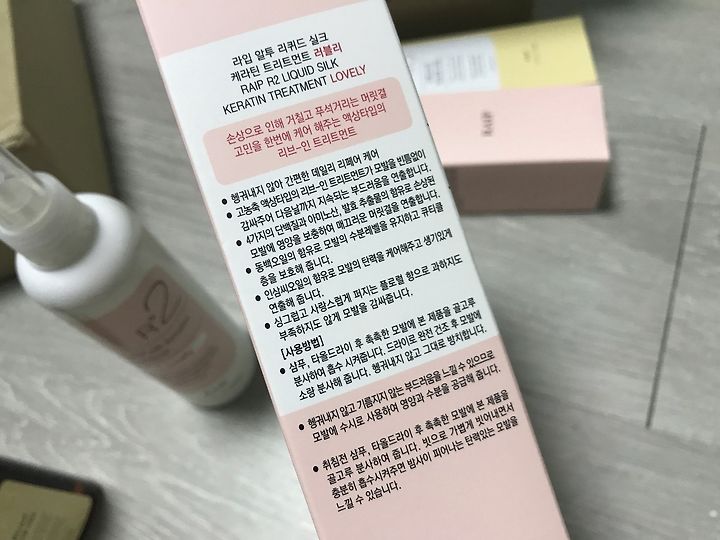 라입 알투 리퀴드 실크
케라틴 트리트먼트 러블리
RAIP R2 LIQUID SILK
KERATIN TREATMENT LOVELY
손상으로 인해 거칠고 푸석거리는 머릿결
고민을 한번에 케어 해주는 액상타입의
리브-인 트리트먼트
• 헹궈내지 않아 간편한 데일리 리페어 케어
• 고농축 액상타입의 리브-인 트리트먼트가 모발을 빈틈없이
감싸주어 다음날까지 지속되는 부드러움을 연출합니다.
• 4가지의 단백질과 아미노산, 발효 추출물의 함유로 손상된
모발에 영양을 보충하여 매끄러운 머릿결을 연출합니다.
• 동백오일의 함유로 모발의 수분레벨을 유지하고 큐티클
층을 보호해 줍니다.
• 인삼씨오일의 함유로 모발의 탄력을 케어해주고 생기있게
연출해 줍니다.
• 싱그럽고 사랑스럽게 퍼지는 플로럴 향으로 과하지도
부족하지도 않게 모발을 감싸줍니다.
[사용방법]
• 샴푸, 타올드라이 후 촉촉한 모발에 본 제품을 골고루
분사하여 흡수 시켜줍니다. 드라이로 완전 건조 후 모발에
소량 분사해 줍니다. 헹궈내지 않고 그대로 방치합니다.
• 헹궈내지 않고 기름지지 않는 부드러움을 느낄 수 있으므로
모발에 수시로 사용하여 영양과 수분을 공급해 줍니다.
• 취침전 샴푸, 타올드라이 후 촉촉한 모발에 본 제품을
골고루 분사하여 줍니다. 빗으로 가볍게 빗어내면서
충분히 흡수시켜주면 밤사이 피어나는 탄력있는 모발을
느낄 수 있습니다.